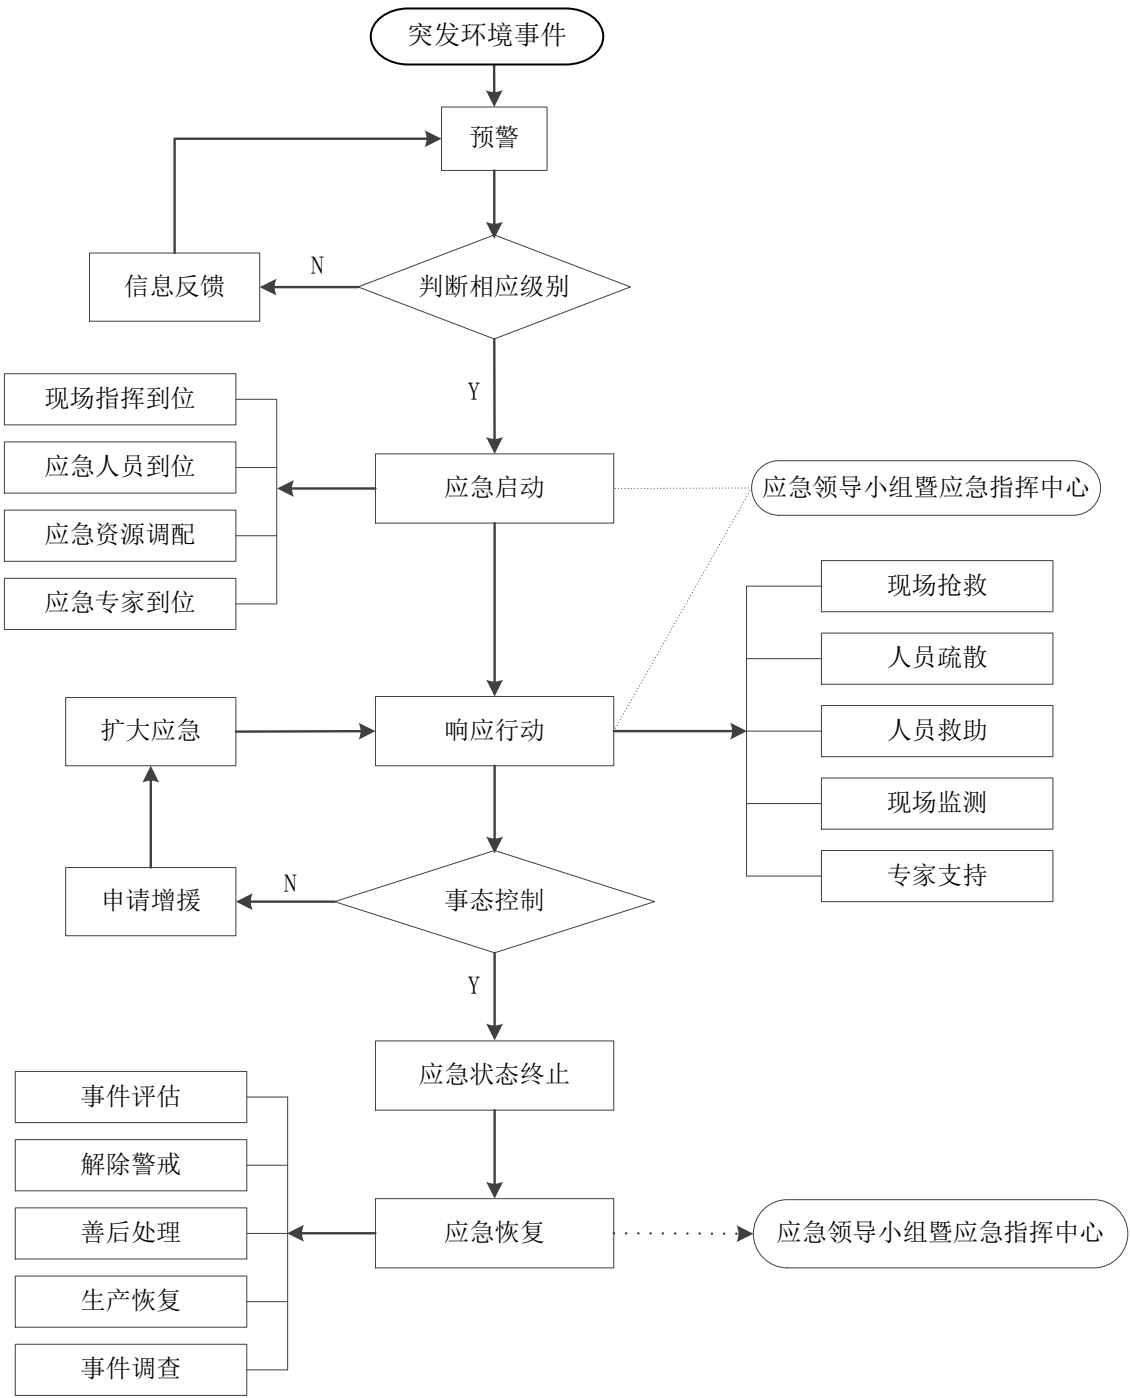 突发环境事件
预警
信息反馈
N
判断相应级别
Y
现场指挥到位
应急人员到位
应急资源调配
应急专家到位
应急启动
应急领导小组暨应急指挥中心
现场抢救
人员疏散
人员救助
现场监测
专家支持
扩大应急
响应行动
申请增援
N
事态控制
Y
应急状态终止
事件评估
解除警戒
善后处理
生产恢复
事件调查
应急恢复
应急领导小组暨应急指挥中心